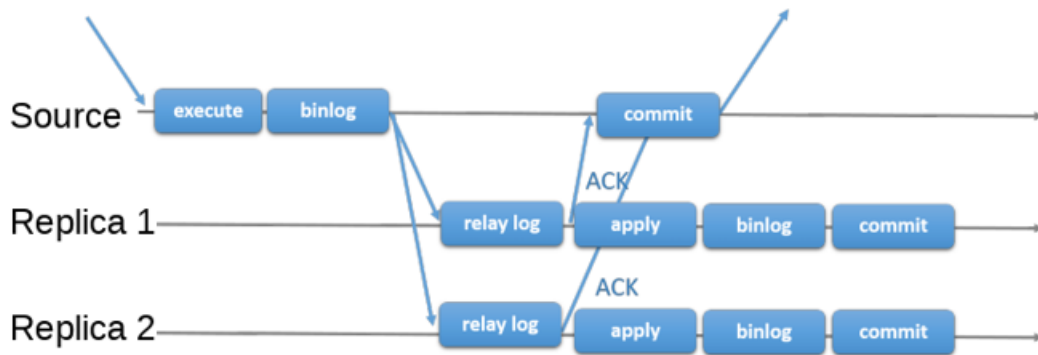 Source execute binlog commit
ACK
Replica 1 relay log apply binlog commit
ACK
Replica 2 relay log apply binlog commit